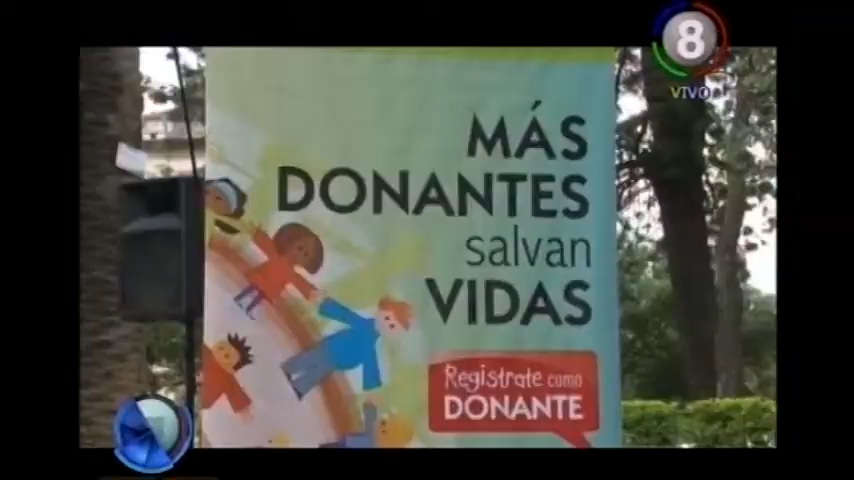 8
VIVO
MÁS
DONANTES
salvan
VIDAS
Registrate como
DONANTE